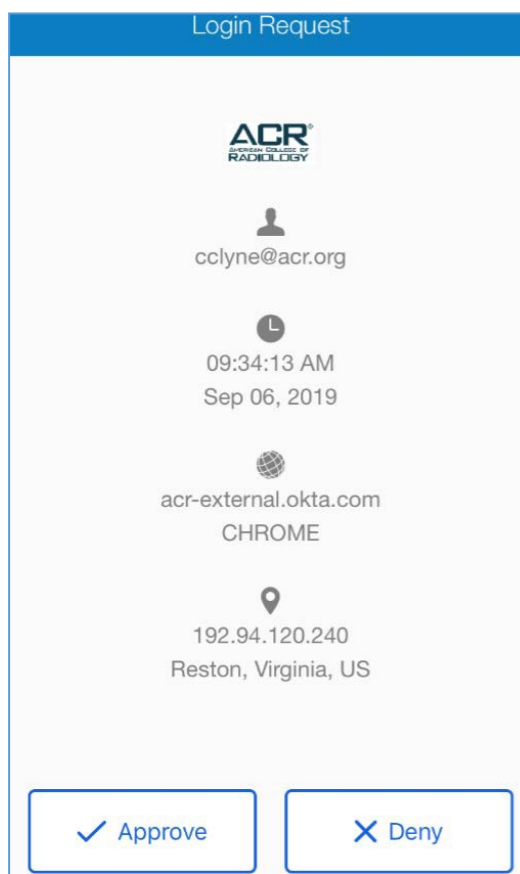 Login Request
ACR®
AMERICAN COLLEGE OF
RADIOLOGY
cclyne@acr.org
09:34:13 AM
Sep 06, 2019
acr-external.okta.com
CHROME
192.94.120.240
Reston, Virginia, US
Approve
Deny